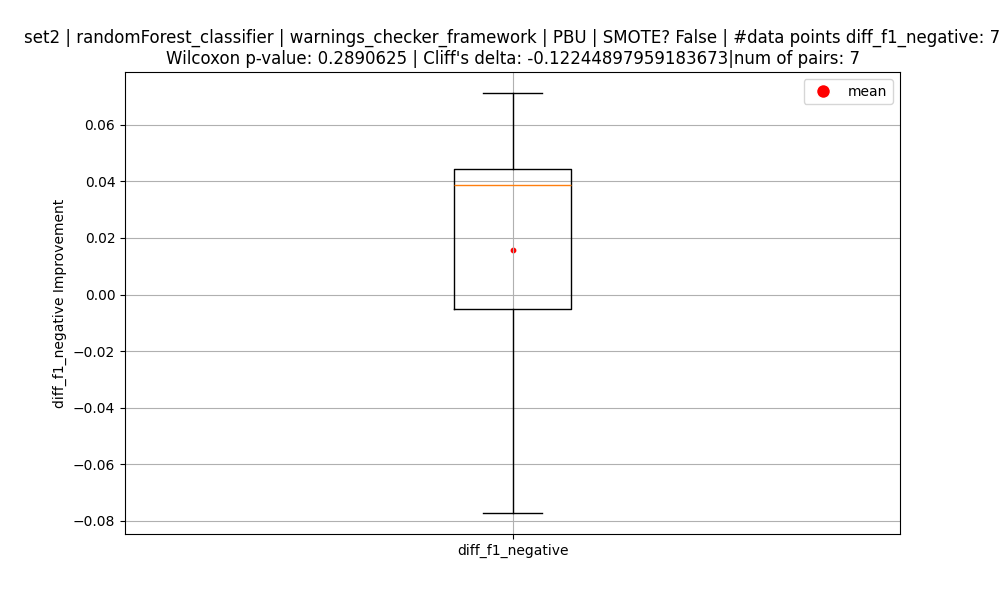 set2 | randomForest_classifier | warnings_checker_framework | PBU | SMOTE? False | #data points diff_f1_negative: 7
Wilcoxon p-value: 0.2890625 | Cliff's delta: -0.12244897959183673|num of pairs: 7
mean
0.06
0.04
0.02
0.00
−0.02
−0.04
−0.06
−0.08
diff_f1_negative Improvement
diff_f1_negative